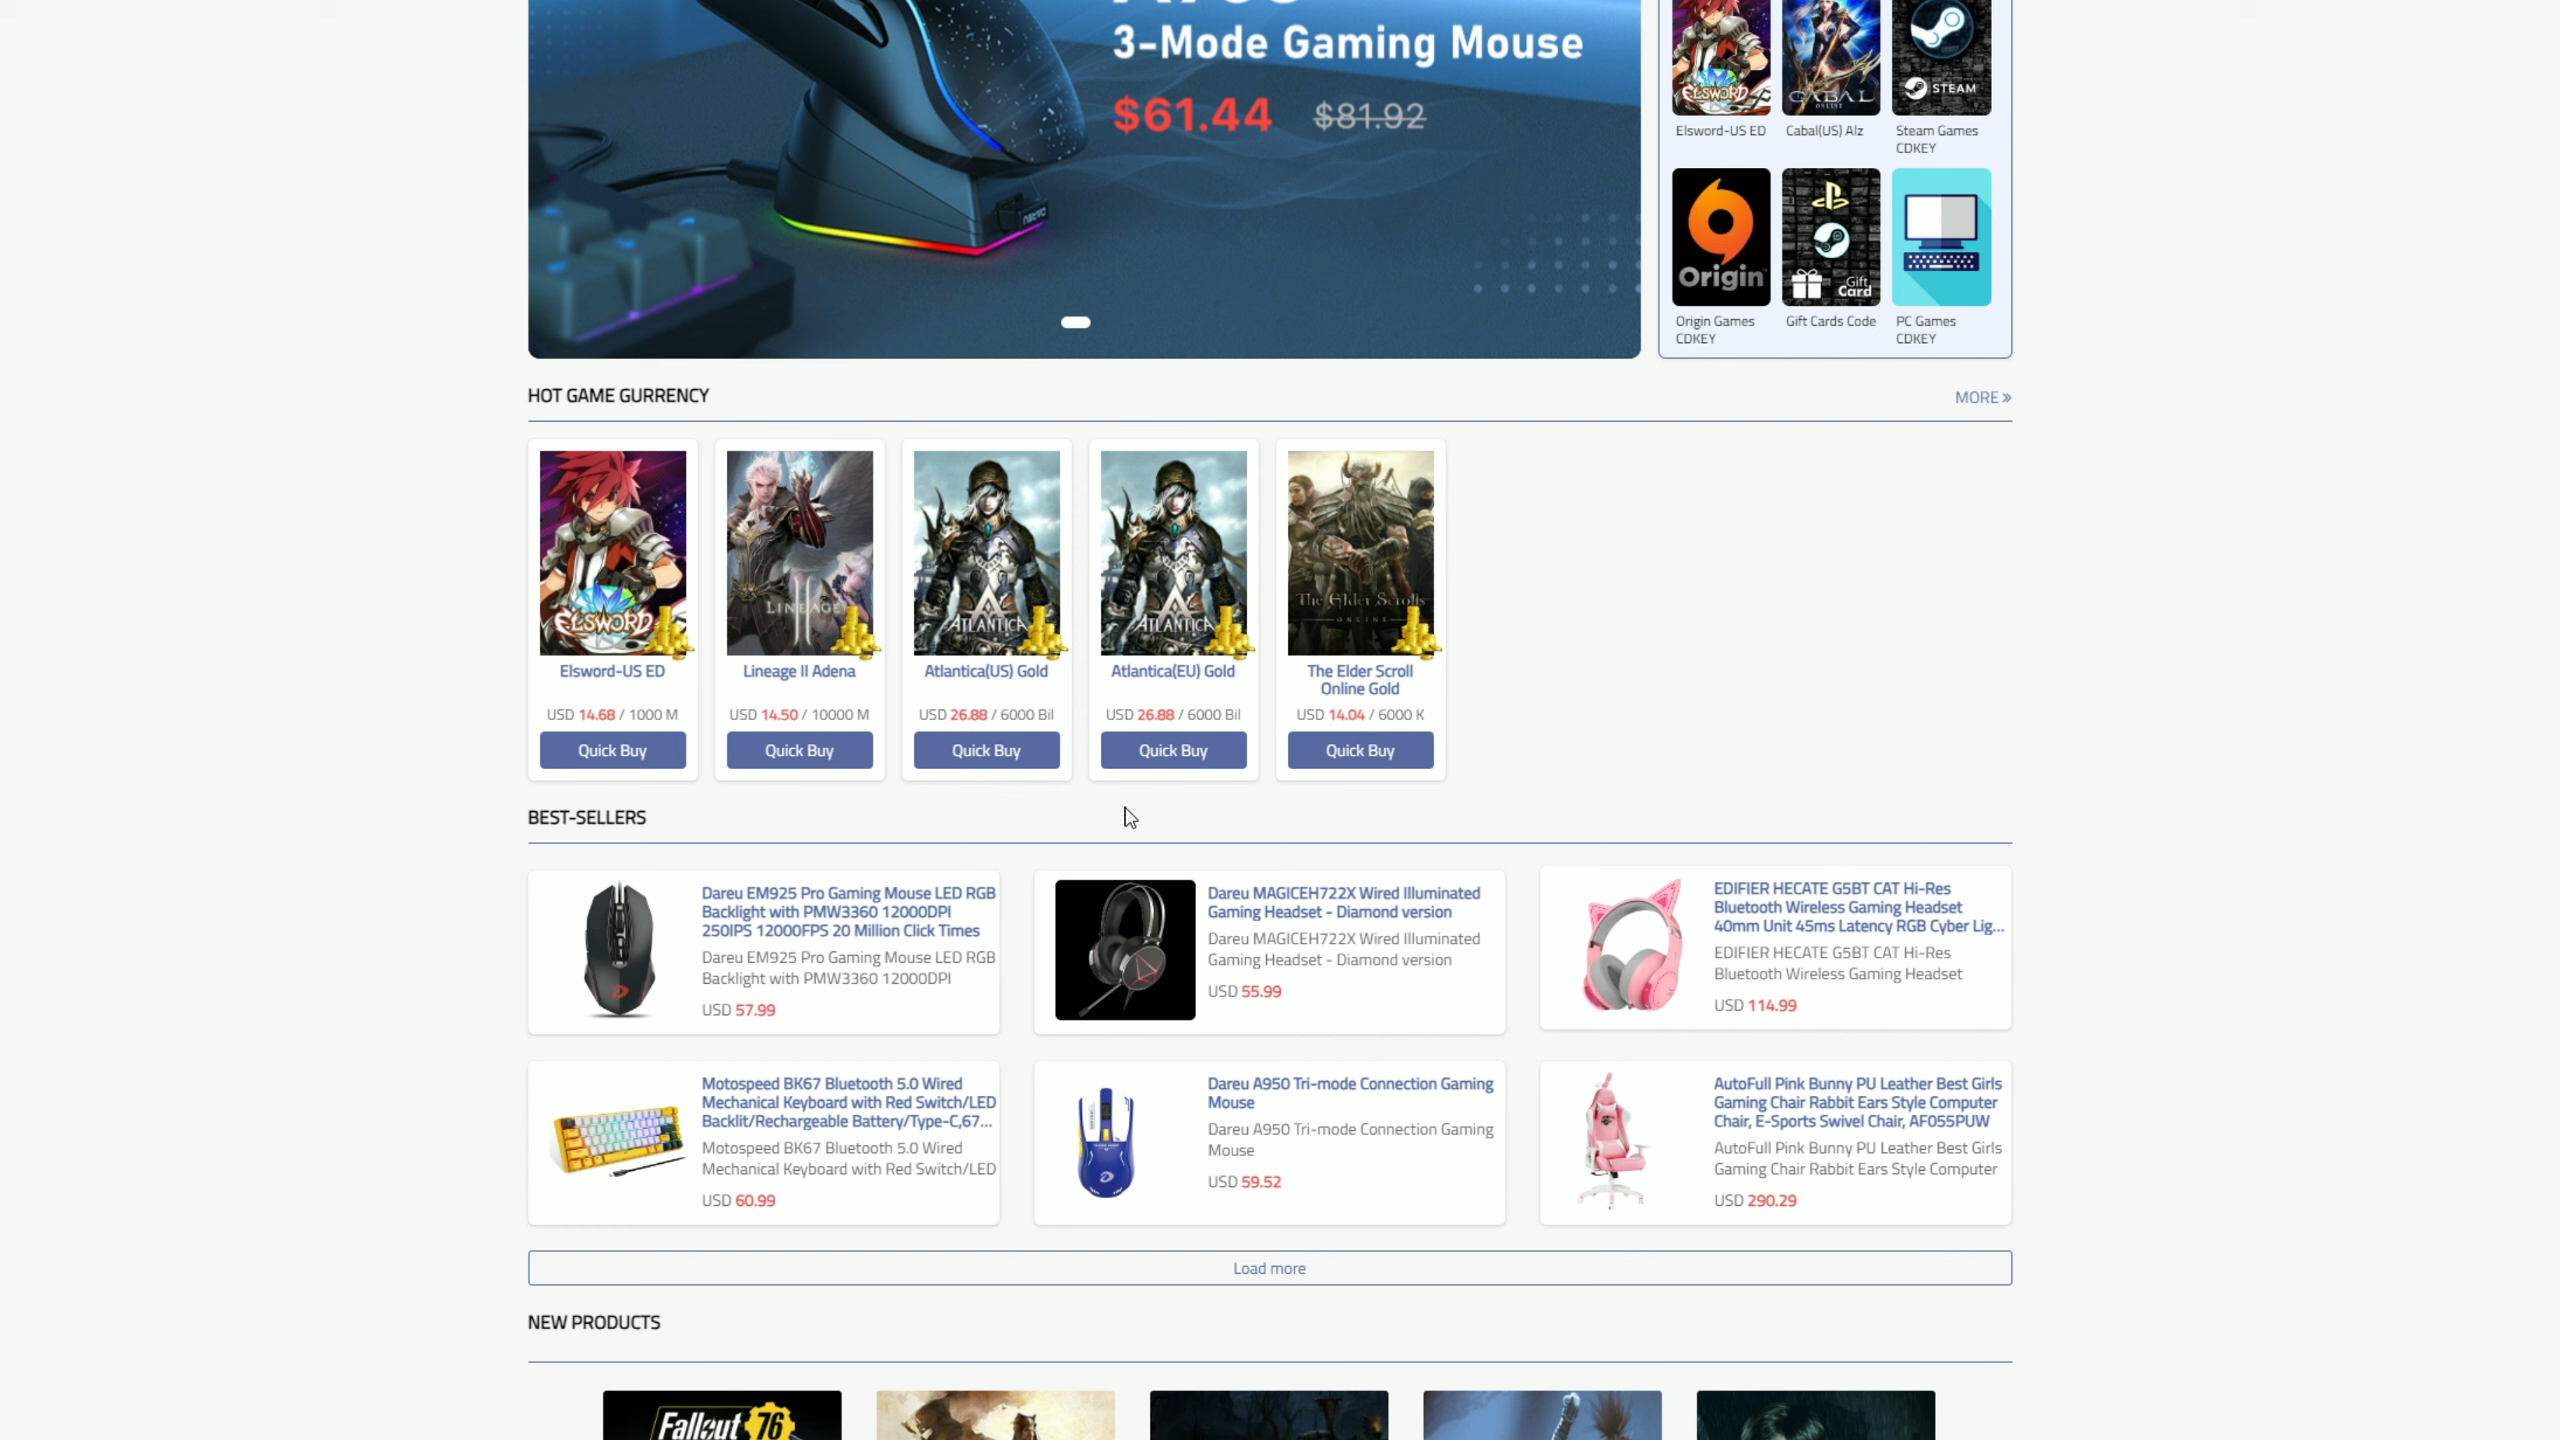 3-Mode Gaming Mouse
$61.44 $81.92
ELSWORD
CABAL
ONLINE
STEAM
Elsword-US ED
Cabal(US) Alz
Steam Games
CDKEY
Origin
Gift
Card
Origin Games
CDKEY
Gift Cards Code
PC Games
CDKEY
HOT GAME GURRENCY
MORE »
ELSWORD
LINEAGE
II
ATLANTICA
ATLANTICA
The Elder Scrolls
ONLINE
Elsword-US ED
Lineage II Adena
Atlantica(US) Gold
Atlantica(EU) Gold
The Elder Scroll
Online Gold
USD 14.68 / 1000 M
USD 14.50 / 10000 M
USD 26.88 / 6000 Bil
USD 26.88 / 6000 Bil
USD 14.04 / 6000 K
Quick Buy
Quick Buy
Quick Buy
Quick Buy
Quick Buy
BEST-SELLERS
Dareu EM925 Pro Gaming Mouse LED RGB
Backlight with PMW3360 12000DPI
250IPS 12000FPS 20 Million Click Times
Dareu EM925 Pro Gaming Mouse LED RGB
Backlight with PMW3360 12000DPI
USD 57.99
Dareu MAGICEH722X Wired Illuminated
Gaming Headset - Diamond version
Dareu MAGICEH722X Wired Illuminated
Gaming Headset - Diamond version
USD 55.99
EDIFIER HECATE G5BT CAT Hi-Res
Bluetooth Wireless Gaming Headset
40mm Unit 45ms Latency RGB Cyber Lig...
EDIFIER HECATE G5BT CAT Hi-Res
Bluetooth Wireless Gaming Headset
USD 114.99
Motospeed BK67 Bluetooth 5.0 Wired
Mechanical Keyboard with Red Switch/LED
Backlit/Rechargeable Battery/Type-C,67...
Motospeed BK67 Bluetooth 5.0 Wired
Mechanical Keyboard with Red Switch/LED
USD 60.99
Dareu A950 Tri-mode Connection Gaming
Mouse
Dareu A950 Tri-mode Connection Gaming
Mouse
USD 59.52
AutoFull Pink Bunny PU Leather Best Girls
Gaming Chair Rabbit Ears Style Computer
Chair, E-Sports Swivel Chair, AF055PUW
AutoFull Pink Bunny PU Leather Best Girls
Gaming Chair Rabbit Ears Style Computer
USD 290.29
Load more
NEW PRODUCTS
Fallout 76